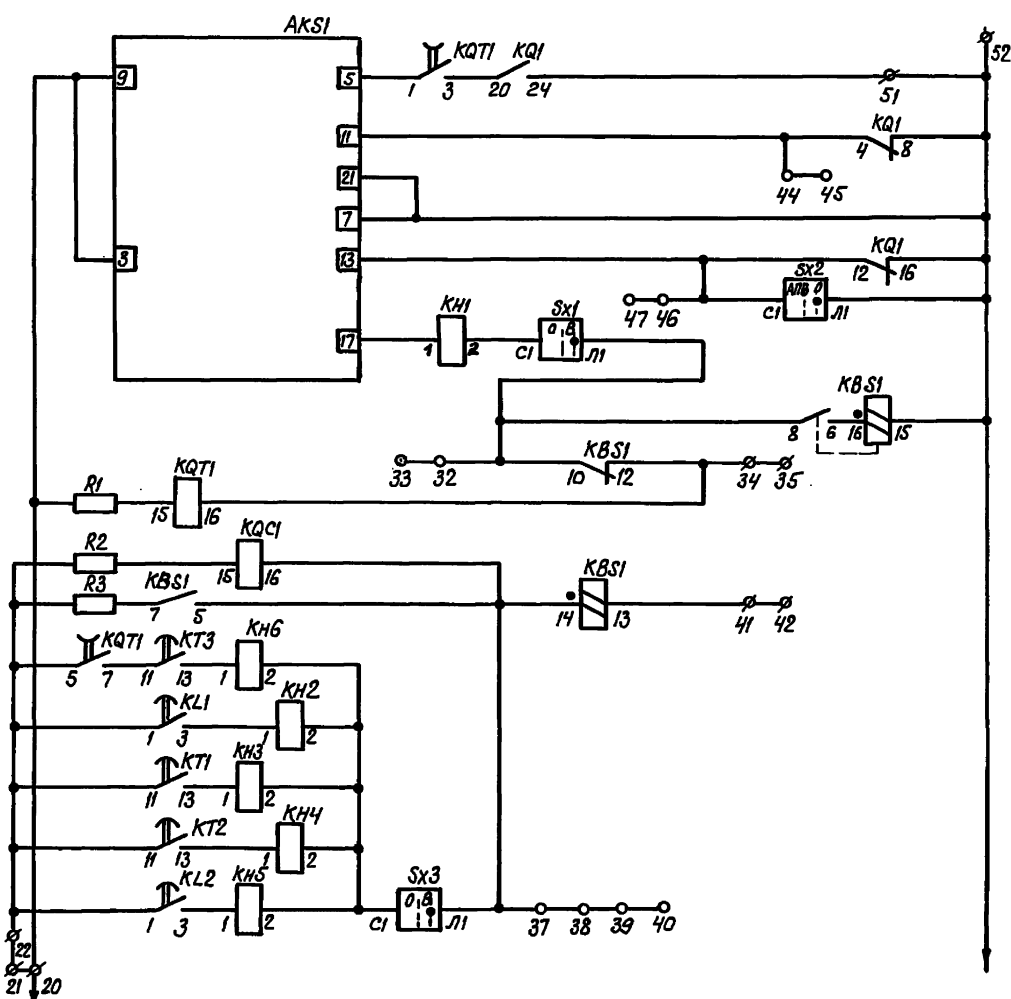 AKS1
9
5
KQT1
KQ1
52
1
3
20
24
51
11
KQ1
4
8
21
44
45
7
3
13
KQ1
12
16
SX2
АПВ
0
C1
Л1
47
46
KH1
SX1
0
B
17
1
2
C1
Л1
KBS1
8
6
16
15
33
32
KBS1
10
12
34
35
R1
KQT1
15
16
R2
KQC1
15
16
R3
KBS1
7
5
KBS1
14
13
41
42
KQT1
5
7
KT3
11
13
KH6
1
2
KL1
1
3
KH2
1
2
KT1
11
13
KH3
1
2
KT2
11
13
KH4
1
2
KL2
1
3
KH5
1
2
SX3
0
B
C1
Л1
37
38
39
40
22
21
20